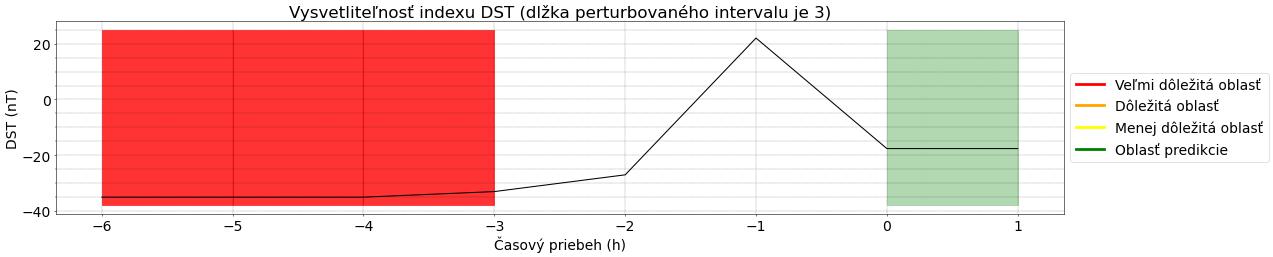 Vysvetliteľnosť indexu DST (dĺžka perturbovaného intervalu je 3)
DST (nT)
20
0
−20
−40
−6 −5 −4 −3 −2 −1 0 1
Časový priebeh (h)
Veľmi dôležitá oblasť
Dôležitá oblasť
Menej dôležitá oblasť
Oblasť predikcie